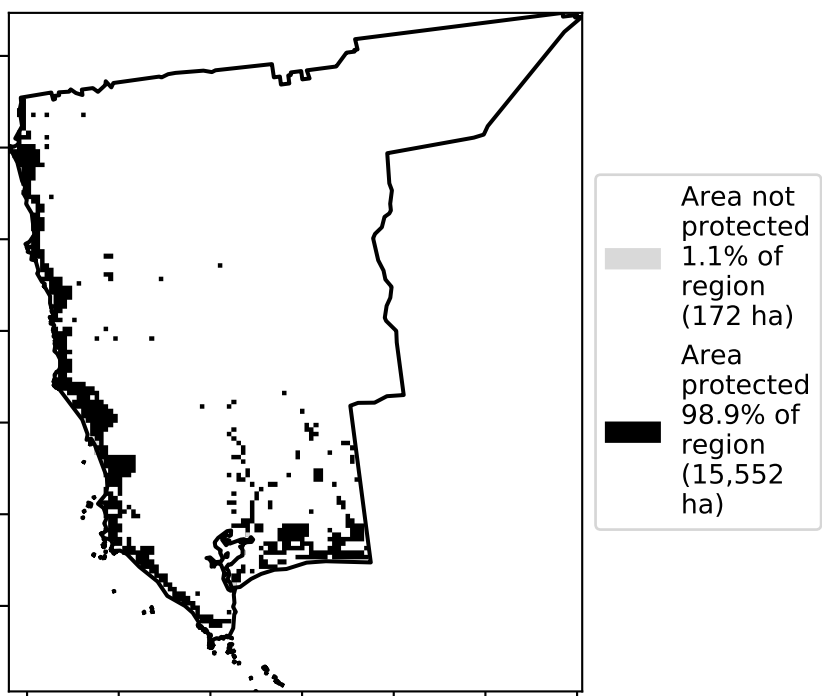 Area not
protected
1.1% of
region
(172 ha)
Area
protected
98.9% of
region
(15,552
ha)